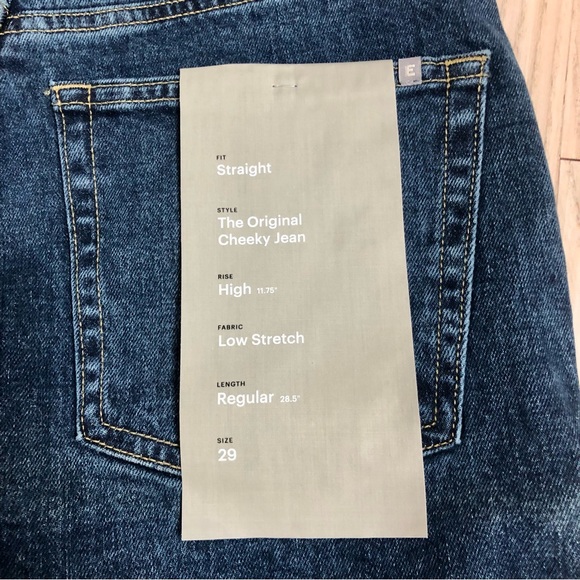 FIT
Straight
STYLE
The Original
Cheeky Jean
RISE
High 11.75"
FABRIC
Low Stretch
LENGTH
Regular 28.5"
SIZE
29